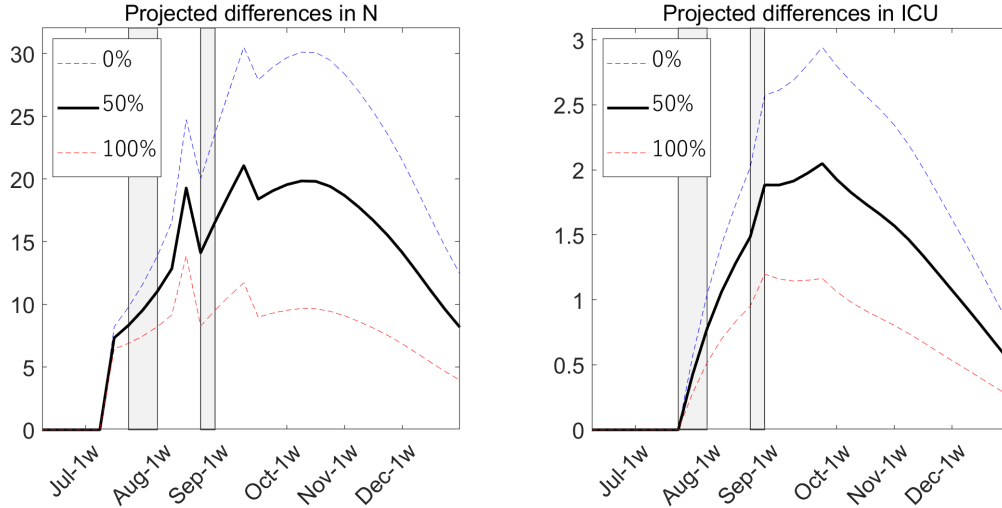 Projected differences in N
30
25
20
15
10
5
0
0%
50%
100%
Jul-1w
Aug-1w
Sep-1w
Oct-1w
Nov-1w
Dec-1w
Projected differences in ICU
3
2.5
2
1.5
1
0.5
0
0%
50%
100%
Jul-1w
Aug-1w
Sep-1w
Oct-1w
Nov-1w
Dec-1w